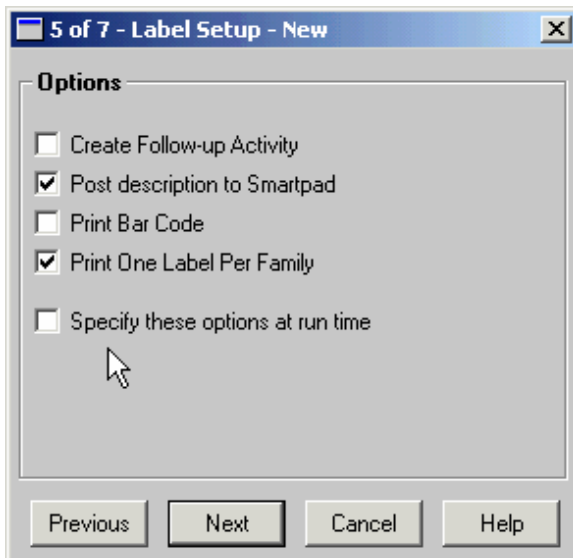 5 of 7 - Label Setup - New
Options
Create Follow-up Activity
Post description to Smartpad
Print Bar Code
Print One Label Per Family
Specify these options at run time
Previous Next Cancel Help